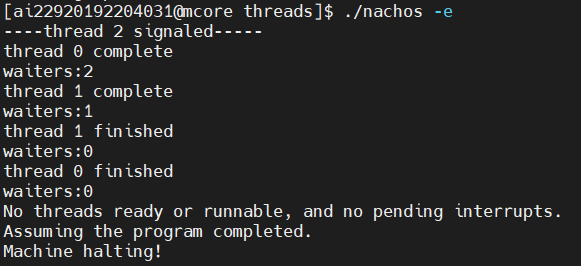 [ai22920192204031@mcore threads]$ ./nachos -e
----thread 2 signaled-----
thread 0 complete
waiters:2
thread 1 complete
waiters:1
thread 1 finished
waiters:0
thread 0 finished
waiters:0
No threads ready or runnable, and no pending interrupts.
Assuming the program completed.
Machine halting!